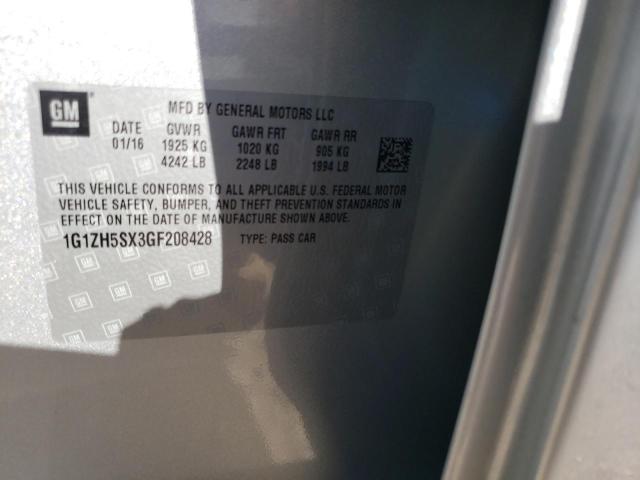 GM
MFD BY GENERAL MOTORS LLC
DATE GVWR GAWR FRT GAWR RR
01/16 1925 KG 1020 KG 905 KG
4242 LB 2248 LB 1994 LB
THIS VEHICLE CONFORMS TO ALL APPLICABLE U.S. FEDERAL MOTOR
VEHICLE SAFETY, BUMPER, AND THEFT PREVENTION STANDARDS IN
EFFECT ON THE DATE OF MANUFACTURE SHOWN ABOVE.
1G1ZH5SX3GF208428 TYPE: PASS CAR